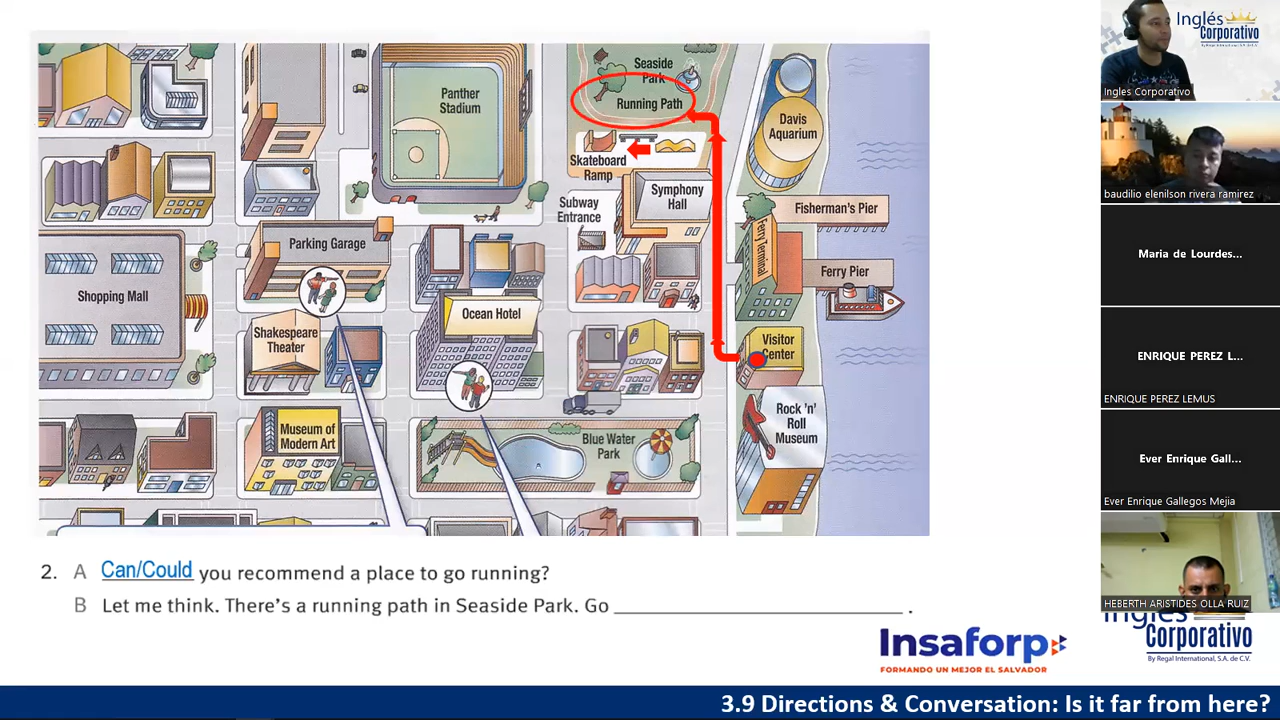 Seaside
Park
Running Path
Panther
Stadium
Davis
Aquarium
Skateboard
Ramp
Symphony
Hall
Subway
Entrance
Fisherman's Pier
Ferry Terminal
Ferry Pier
Parking Garage
Shopping Mall
Ocean Hotel
Shakespeare
Theater
Visitor
Center
Museum of
Modern Art
Blue Water
Park
Rock 'n'
Roll
Museum
2. A Can/Could you recommend a place to go running?
B Let me think. There's a running path in Seaside Park. Go ______________________________ .
Insaforp
FORMANDO UN MEJOR EL SALVADOR
3.9 Directions & Conversation: Is it far from here?
Inglés
Corporativo
By Regal International, S.A. de C.V.
Ingles Corporativo
baudilio elenilson rivera ramirez
Maria de Lourdes...
ENRIQUE PEREZ L...
ENRIQUE PEREZ LEMUS
Ever Enrique Gall...
Ever Enrique Gallegos Mejia
HEBERTH ARISTIDES OLLA RUIZ
Inglés
Corporativo
By Regal International, S.A. de C.V.